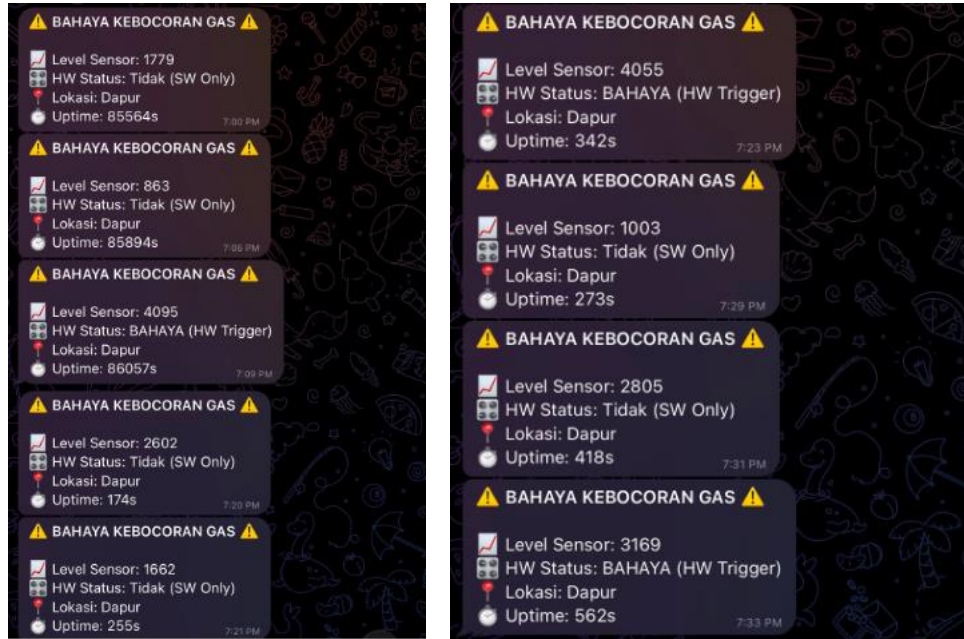 ⚠️ BAHAYA KEBOCORAN GAS ⚠️
Level Sensor: 1779
HW Status: Tidak (SW Only)
Lokasi: Dapur
Uptime: 85564s
7:00 PM
⚠️ BAHAYA KEBOCORAN GAS ⚠️
Level Sensor: 863
HW Status: Tidak (SW Only)
Lokasi: Dapur
Uptime: 85894s
7:06 PM
⚠️ BAHAYA KEBOCORAN GAS ⚠️
Level Sensor: 4095
HW Status: BAHAYA (HW Trigger)
Lokasi: Dapur
Uptime: 86057s
7:09 PM
⚠️ BAHAYA KEBOCORAN GAS ⚠️
Level Sensor: 2602
HW Status: Tidak (SW Only)
Lokasi: Dapur
Uptime: 174s
7:20 PM
⚠️ BAHAYA KEBOCORAN GAS ⚠️
Level Sensor: 1662
HW Status: Tidak (SW Only)
Lokasi: Dapur
Uptime: 255s
7:21 PM
⚠️ BAHAYA KEBOCORAN GAS ⚠️
Level Sensor: 4055
HW Status: BAHAYA (HW Trigger)
Lokasi: Dapur
Uptime: 342s
7:23 PM
⚠️ BAHAYA KEBOCORAN GAS ⚠️
Level Sensor: 1003
HW Status: Tidak (SW Only)
Lokasi: Dapur
Uptime: 273s
7:29 PM
⚠️ BAHAYA KEBOCORAN GAS ⚠️
Level Sensor: 2805
HW Status: Tidak (SW Only)
Lokasi: Dapur
Uptime: 418s
7:31 PM
⚠️ BAHAYA KEBOCORAN GAS ⚠️
Level Sensor: 3169
HW Status: BAHAYA (HW Trigger)
Lokasi: Dapur
Uptime: 562s
7:33 PM